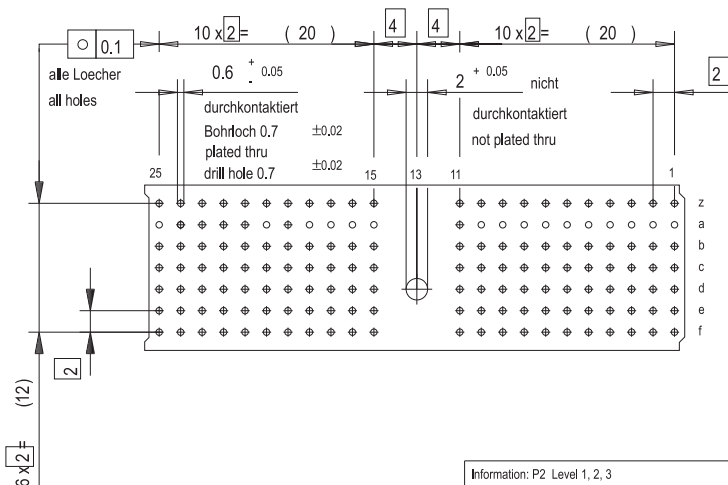 10 x 2 = ( 20 )
4
4
10 x 2 = ( 20 )
0.1
alle Loecher
all holes
0.6 + - 0.05
durchkontaktiert
Bohrloch 0.7 ±0.02
plated thru
drill hole 0.7 ±0.02
2 + 0.05 nicht
durchkontaktiert
not plated thru
2
25
15
13
11
1
z
a
b
c
d
e
f
2
6 x 2 = (12)
Information: P2 Level 1, 2, 3